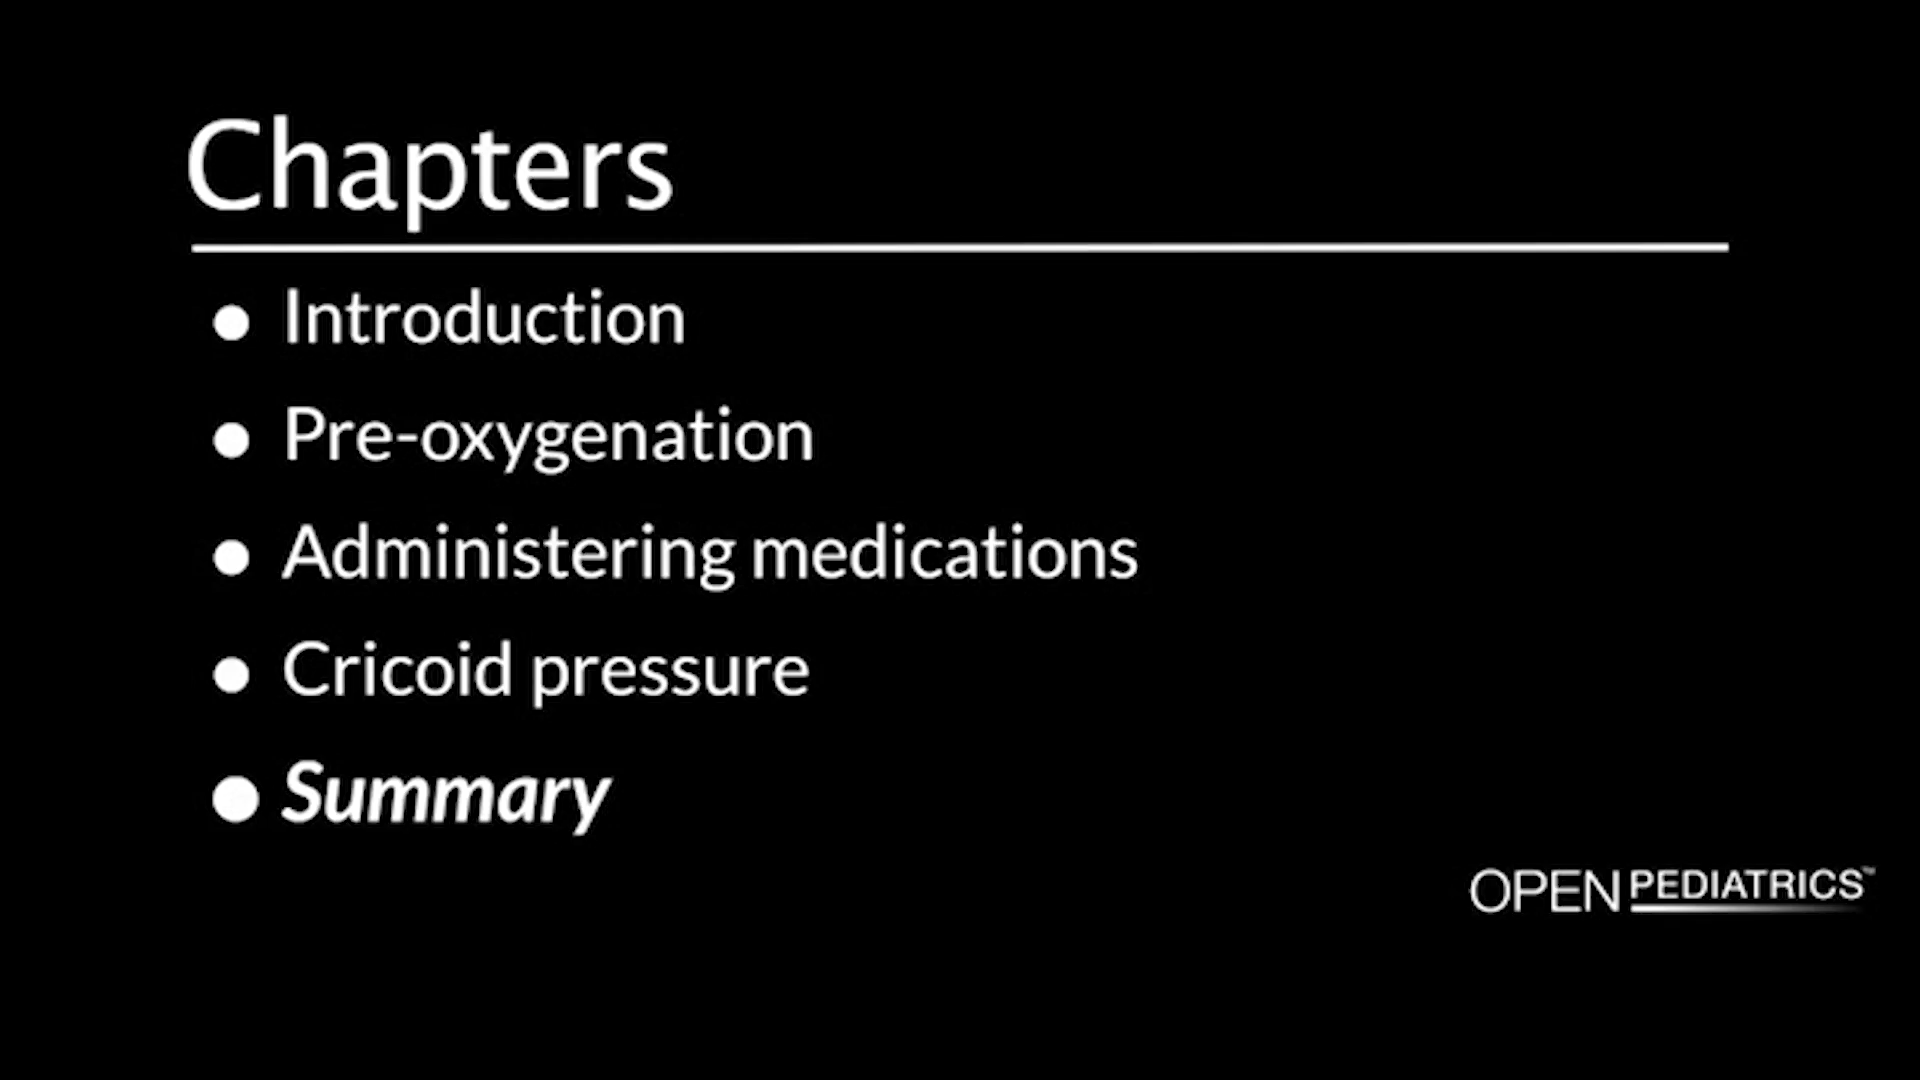 Chapters
● Introduction
● Pre-oxygenation
● Administering medications
● Cricoid pressure
● Summary
OPEN PEDIATRICS™